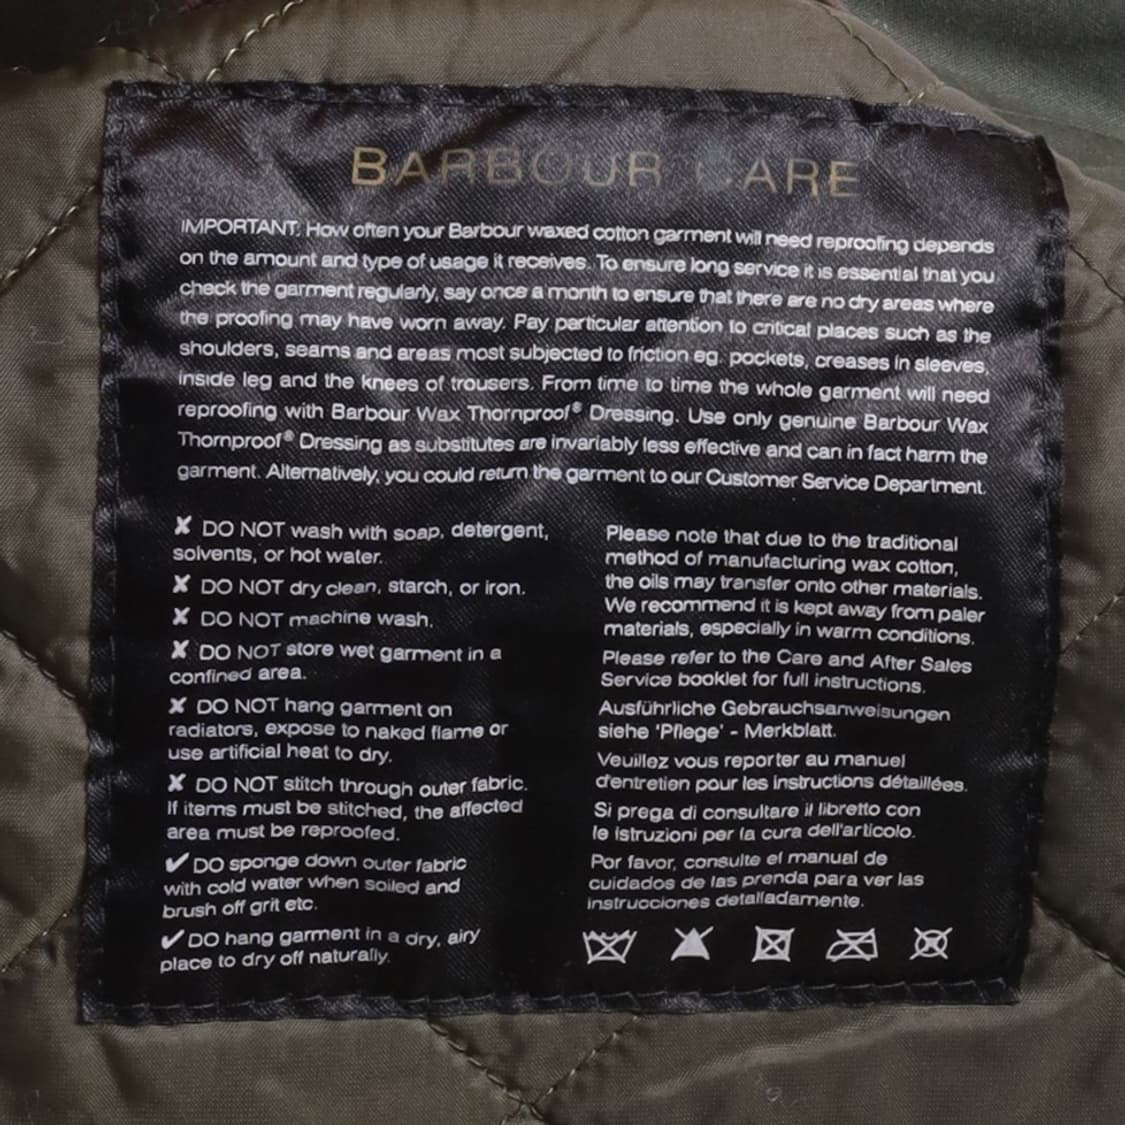 BARBOUR CARE
IMPORTANT. How often your Barbour waxed cotton garment will need reproofing depends
on the amount and type of usage it receives. To ensure long service it is essential that you
check the garment regularly, say once a month to ensure that there are no dry areas where
the proofing may have worn away. Pay particular attention to critical places such as the
shoulders, seams and areas most subjected to friction eg. pockets, creases in sleeves,
inside leg and the knees of trousers. From time to time the whole garment will need
reproofing with Barbour Wax Thornproof® Dressing. Use only genuine Barbour Wax
Thornproof® Dressing as substitutes are invariably less effective and can in fact harm the
garment. Alternatively, you could return the garment to our Customer Service Department.
✘ DO NOT wash with soap, detergent,
solvents, or hot water.
✘ DO NOT dry clean, starch, or iron.
✘ DO NOT machine wash.
✘ DO NOT store wet garment in a
confined area.
✘ DO NOT hang garment on
radiators, expose to naked flame or
use artificial heat to dry.
✘ DO NOT stitch through outer fabric.
If items must be stitched, the affected
area must be reproofed.
✔ DO sponge down outer fabric
with cold water when soiled and
brush off grit etc.
✔ DO hang garment in a dry, airy
place to dry off naturally.
Please note that due to the traditional
method of manufacturing wax cotton,
the oils may transfer onto other materials.
We recommend it is kept away from paler
materials, especially in warm conditions.
Please refer to the Care and After Sales
Service booklet for full instructions.
Ausführliche Gebrauchsanweisungen
siehe 'Pflege' - Merkblatt.
Veuillez vous reporter au manuel
d'entretien pour les instructions détaillées.
Si prega di consultare il libretto con
le istruzioni per la cura dell'articolo.
Por favor, consulte el manual de
cuidados de las prenda para ver las
instrucciones detalladamente.